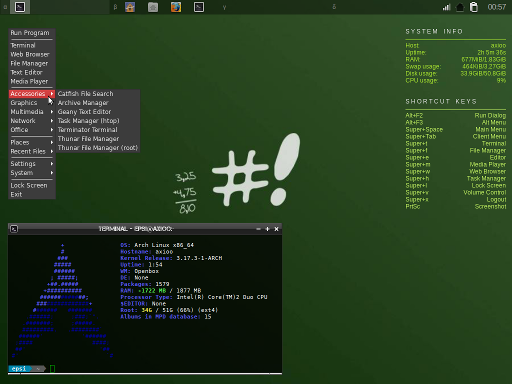 00:57
Run Program
Terminal
Web Browser
File Manager
Text Editor
Media Player
Accessories
Graphics
Multimedia
Network
Office
Places
Recent Files
Settings
System
Lock Screen
Exit
Catfish File Search
Archive Manager
Geany Text Editor
Task Manager (htop)
Terminator Terminal
Thunar File Manager
Thunar File Manager (root)
SYSTEM INFO
Host: axioo
Uptime: 2h 5m 36s
RAM: 677MiB/1.83GiB
Swap usage: 464KiB/3.27GiB
Disk usage: 33.9GiB/50.8GiB
CPU usage: 9%
SHORTCUT KEYS
Alt+F2 Run Dialog
Alt+F3 Alt Menu
Super+Space Main Menu
Super+Tab Client Menu
Super+t Terminal
Super+f File Manager
Super+e Editor
Super+m Media Player
Super+w Web Browser
Super+h Task Manager
Super+l Lock Screen
Super+v Volume Control
Super+x Logout
PrtSc Screenshot
3,25
4,75
8,0
#!
TERMINAL - EPSI@AXIOO:
OS: Arch Linux x86_64
Hostname: axioo
Kernel Release: 3.17.3-1-ARCH
Uptime: 1:54
WM: Openbox
DE: None
Packages: 1579
RAM: -1722 MB / 1877 MB
Processor Type: Intel(R) Core(TM)2 Duo CPU
$EDITOR: None
Root: 34G / 51G (66%) (ext4)
Albums in MPD database: 15
epsi ~